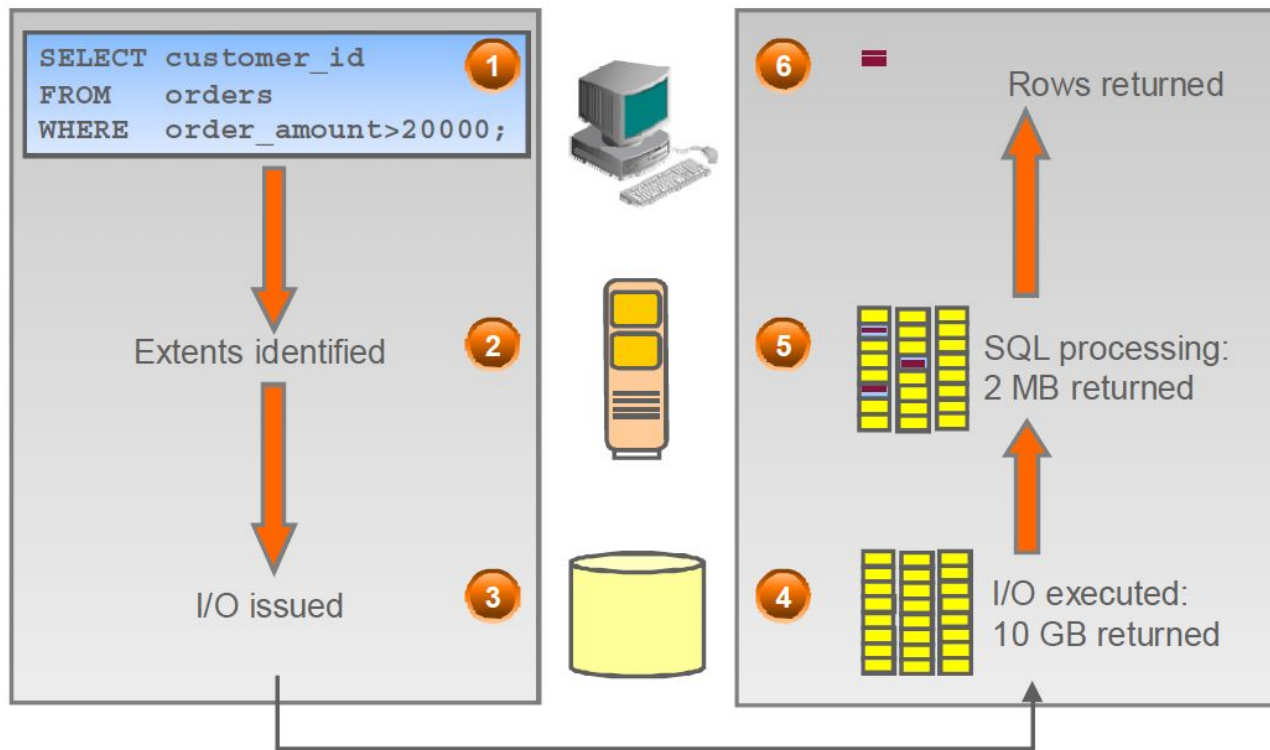 SELECT customer_id
FROM orders
WHERE order_amount>20000;
1
Extents identified
2
I/O issued
3
4
I/O executed:
10 GB returned
5
SQL processing:
2 MB returned
6
Rows returned